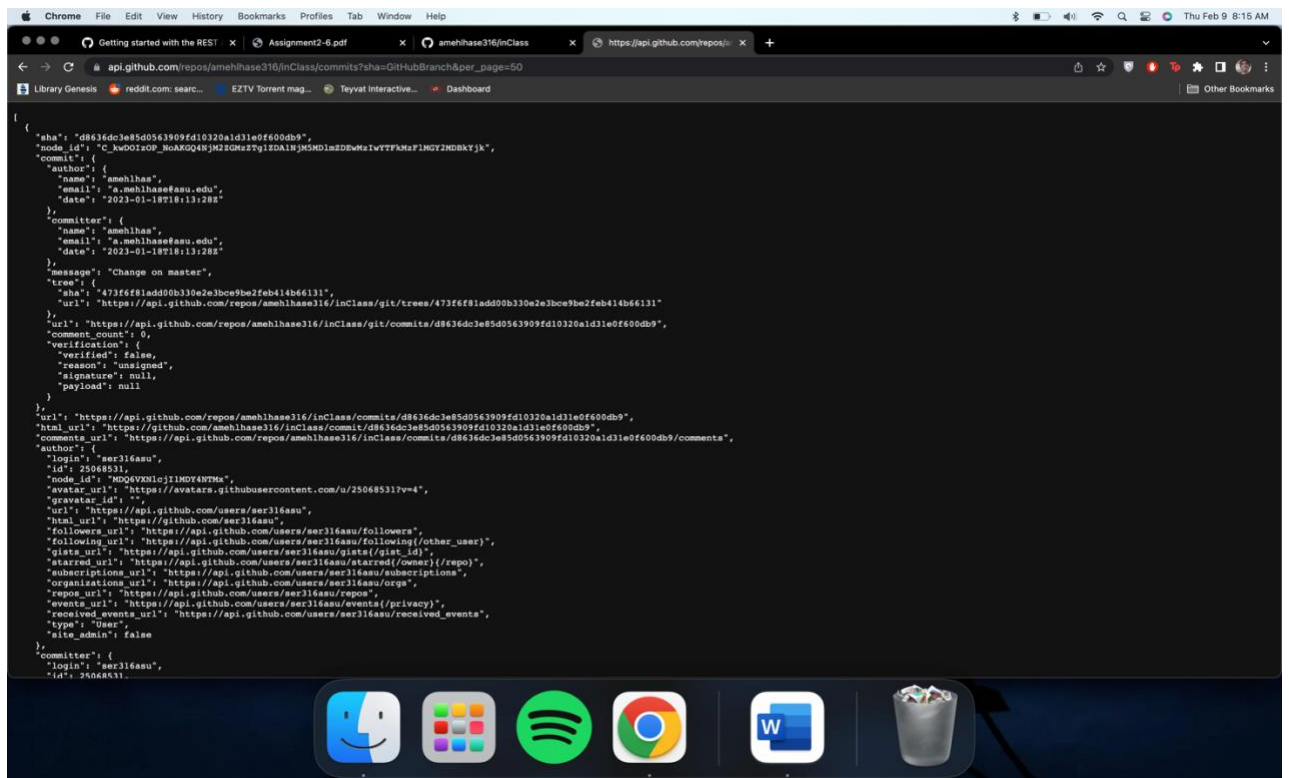 Chrome File Edit View History Bookmarks Profiles Tab Window Help Thu Feb 9 8:15 AM
Getting started with the REST Assignment2-6.pdf amehlhase316/inClass https://api.github.com/repos/a
api.github.com/repos/amehlhase316/inClass/commits?sha=GitHubBranch&per_page=50
Library Genesis reddit.com: searc... EZTV Torrent mag... Teyvat Interactive... Dashboard Other Bookmarks
[
{
"sha": "d8636dc3e85d0563909fd10320a1d31e0f600db9",
"node_id":
"commit": {
"author": {
"name": "amehlhas",
"email": "a.mehlhase@asu.edu",
"date": "2023-01-18T18:13:28Z"
},
"committer": {
"name": "amehlhas",
"email": "a.mehlhase@asu.edu",
"date": "2023-01-18T18:13:28Z"
},
"message": "Change on master",
"tree": {
"sha": "473f6f81add00b330e2e3bce9be2feb414b66131",
"url": "https://api.github.com/repos/amehlhase316/inClass/git/trees/473f6f81add00b330e2e3bce9be2feb414b66131"
},
"url": "https://api.github.com/repos/amehlhase316/inClass/git/commits/d8636dc3e85d0563909fd10320a1d31e0f600db9",
"comment_count": 0,
"verification": {
"verified": false,
"reason": "unsigned",
"signature": null,
"payload": null
}
},
"url": "https://api.github.com/repos/amehlhase316/inClass/commits/d8636dc3e85d0563909fd10320a1d31e0f600db9",
"html_url": "https://github.com/amehlhase316/inClass/commit/d8636dc3e85d0563909fd10320a1d31e0f600db9",
"comments_url": "https://api.github.com/repos/amehlhase316/inClass/commits/d8636dc3e85d0563909fd10320a1d31e0f600db9/comments",
"author": {
"login": "ser316asu",
"id": 25068531,
"node_id": "MDQ6VXNlcjI1MDY4NTMx",
"avatar_url": "https://avatars.githubusercontent.com/u/25068531?v=4",
"gravatar_id": "",
"url": "https://api.github.com/users/ser316asu",
"html_url": "https://github.com/ser316asu",
"followers_url": "https://api.github.com/users/ser316asu/followers",
"following_url": "https://api.github.com/users/ser316asu/following{/other_user}",
"gists_url": "https://api.github.com/users/ser316asu/gists{/gist_id}",
"starred_url": "https://api.github.com/users/ser316asu/starred{/owner}{/repo}",
"subscriptions_url": "https://api.github.com/users/ser316asu/subscriptions",
"organizations_url": "https://api.github.com/users/ser316asu/orgs",
"repos_url": "https://api.github.com/users/ser316asu/repos",
"events_url": "https://api.github.com/users/ser316asu/events{/privacy}",
"received_events_url": "https://api.github.com/users/ser316asu/received_events",
"type": "User",
"site_admin": false
},
"committer": {
"login": "ser316asu",
"id": 25068531,
W